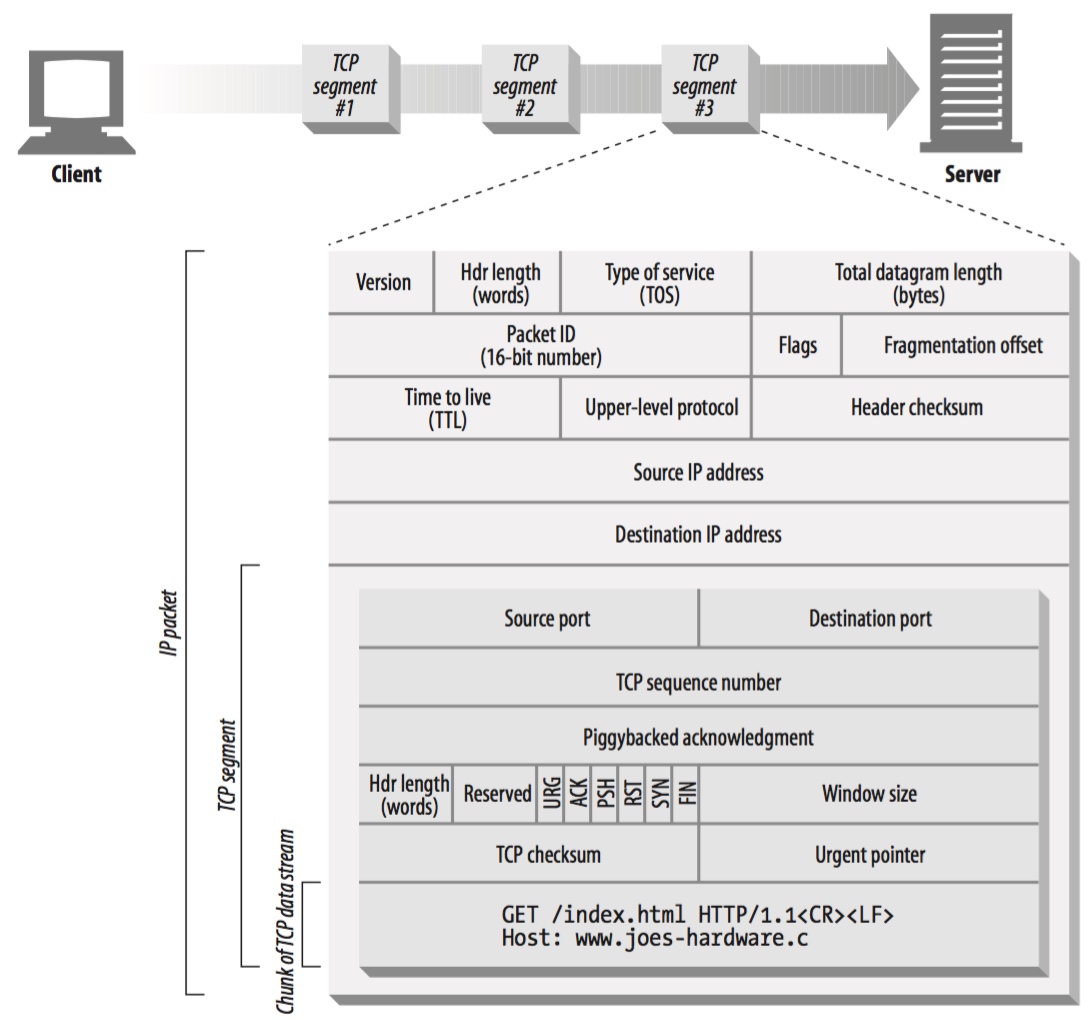 TCP
segment
#1
TCP
segment
#2
TCP
segment
#3
Client
Server
Version
Hdr length
(words)
Type of service
(TOS)
Total datagram length
(bytes)
Packet ID
(16-bit number)
Flags
Fragmentation offset
Time to live
(TTL)
Upper-level protocol
Header checksum
Source IP address
Destination IP address
IP packet
TCP segment
Source port
Destination port
TCP sequence number
Piggybacked acknowledgment
Hdr length
(words)
Reserved
URG
ACK
PSH
RST
SYN
FIN
Window size
TCP checksum
Urgent pointer
Chunk of TCP data stream
GET /index.html HTTP/1.1<CR><LF>
Host: www.joes-hardware.c